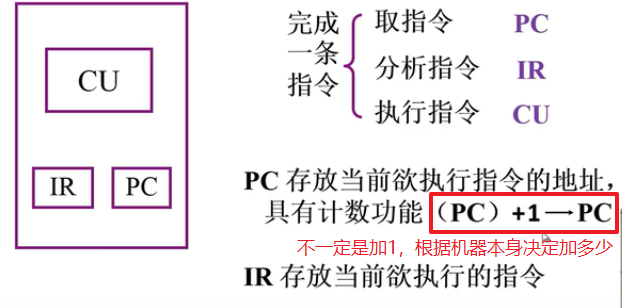 CU
IR PC
完成一条指令
取指令 PC
分析指令 IR
执行指令 CU
PC 存放当前欲执行指令的地址，
具有计数功能（PC）+1→PC
不一定是加1，根据机器本身决定加多少
IR 存放当前欲执行的指令